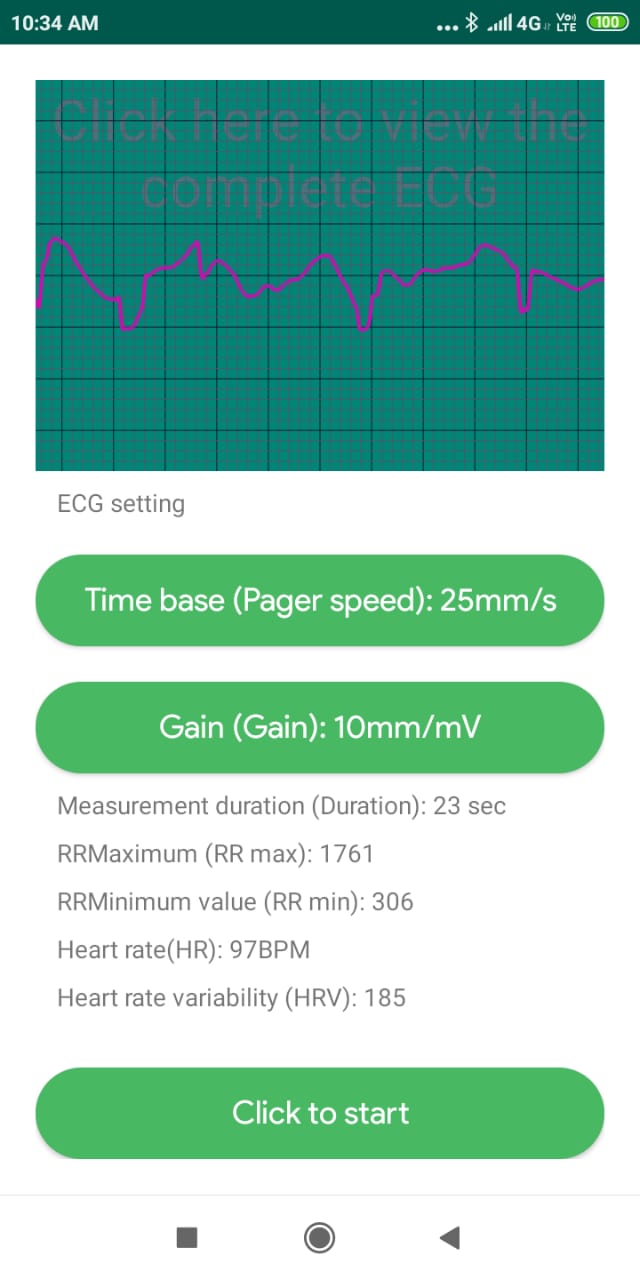 10:34 AM
... 4G Vo)) LTE 100
Click here to view the
complete ECG
ECG setting
Time base (Pager speed): 25mm/s
Gain (Gain): 10mm/mV
Measurement duration (Duration): 23 sec
RRMaximum (RR max): 1761
RRMinimum value (RR min): 306
Heart rate(HR): 97BPM
Heart rate variability (HRV): 185
Click to start